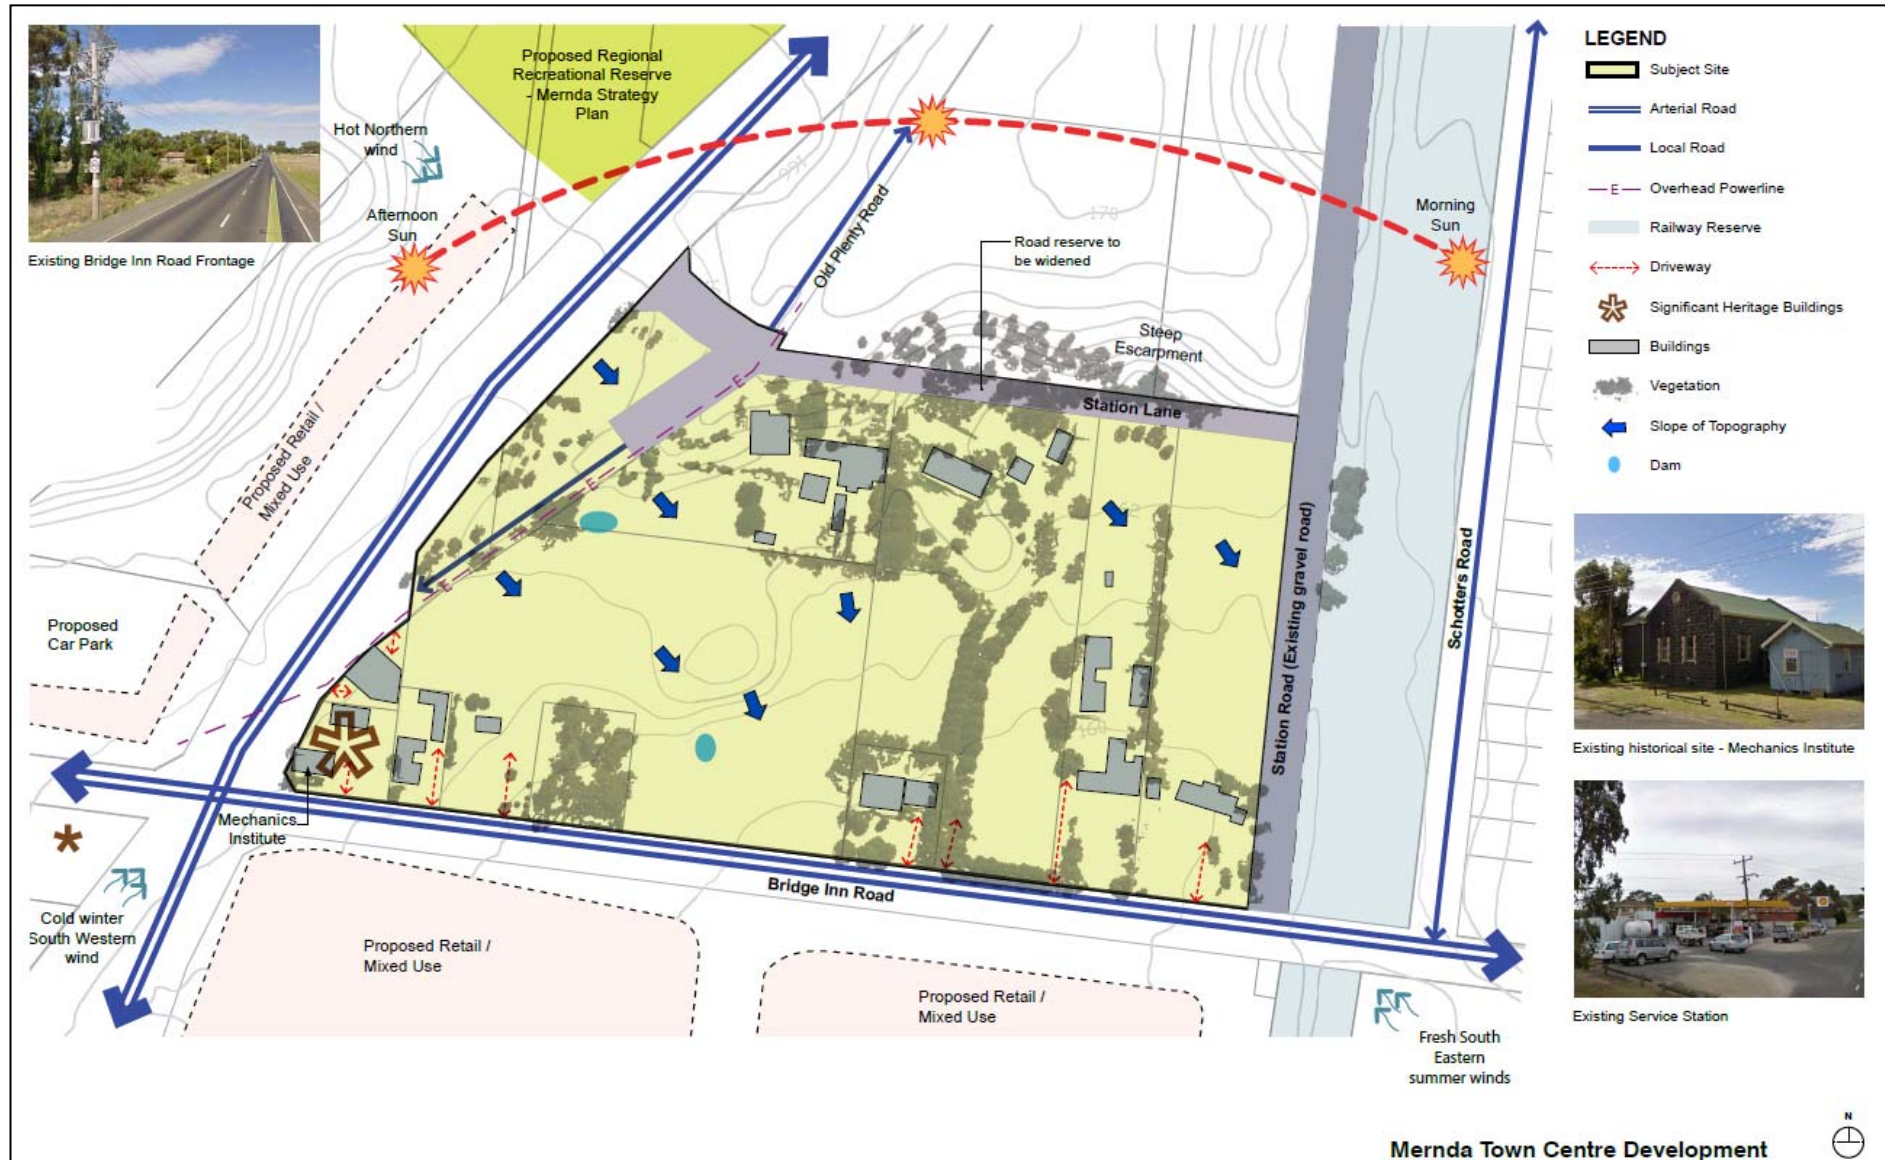 Proposed Regional
Recreational Reserve
- Mernda Strategy
Plan
Hot Northern
wind
Afternoon
Sun
Existing Bridge Inn Road Frontage
Old Plenty Road
Morning
Sun
Road reserve to
be widened
Steep
Escarpment
Station Lane
170
E
E
E
Proposed Retail /
Mixed Use
Proposed
Car Park
Station Road (Existing gravel road)
Schotters Road
160
Mechanics
Institute
Bridge Inn Road
Cold winter
South Western
wind
Proposed Retail /
Mixed Use
Proposed Retail /
Mixed Use
Fresh South
Eastern
summer winds
LEGEND
Subject Site
Arterial Road
Local Road
E
Overhead Powerline
Railway Reserve
Driveway
Significant Heritage Buildings
Buildings
Vegetation
Slope of Topography
Dam
Existing historical site - Mechanics Institute
Existing Service Station
N
Mernda Town Centre Development